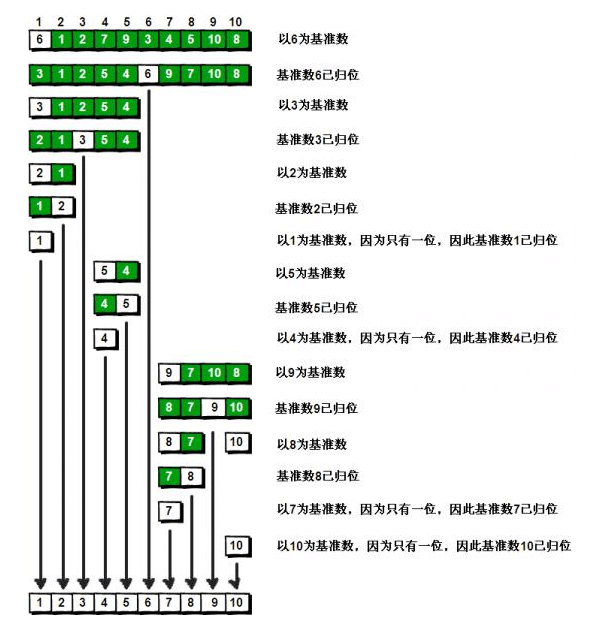 1 2 3 4 5 6 7 8 9 10
6 1 2 7 9 3 4 5 10 8 以6为基准数
3 1 2 5 4 6 9 7 10 8 基准数6已归位
3 1 2 5 4 以3为基准数
2 1 3 5 4 基准数3已归位
2 1 以2为基准数
1 2 基准数2已归位
1 以1为基准数，因为只有一位，因此基准数1已归位
5 4 以5为基准数
4 5 基准数5已归位
4 以4为基准数，因为只有一位，因此基准数4已归位
9 7 10 8 以9为基准数
8 7 9 10 基准数9已归位
8 7 10 以8为基准数
7 8 基准数8已归位
7 以7为基准数，因为只有一位，因此基准数7已归位
10 以10为基准数，因为只有一位，因此基准数10已归位
1 2 3 4 5 6 7 8 9 10